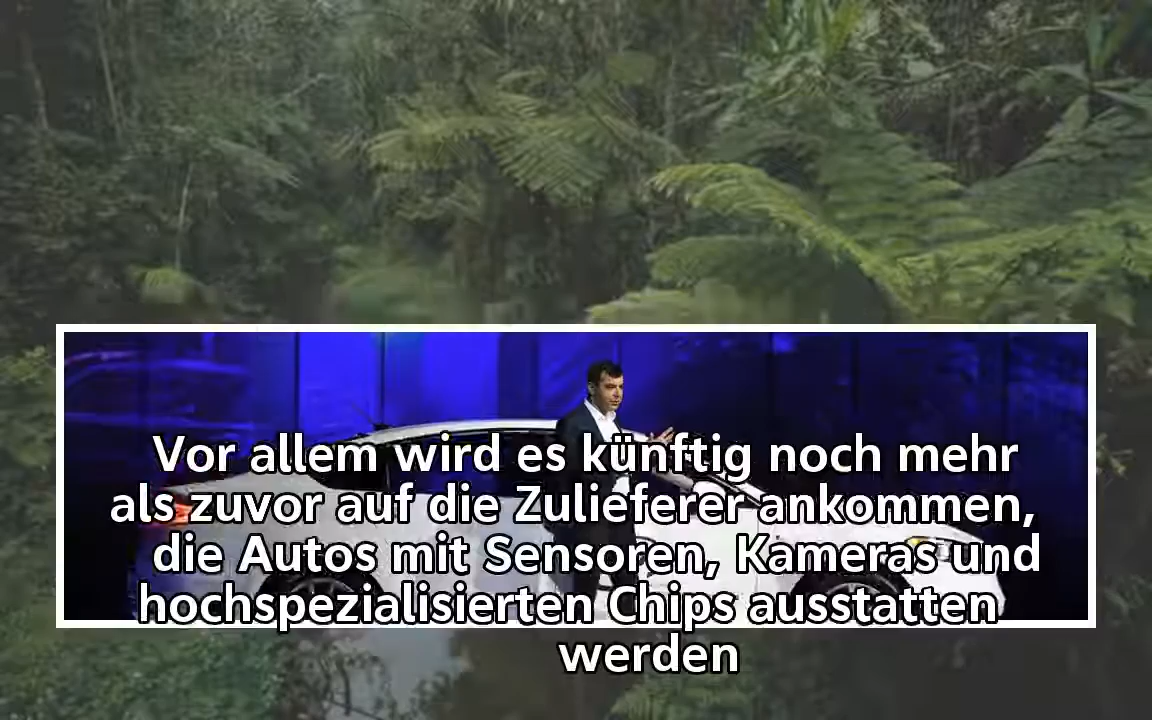 Vor allem wird es künftig noch mehr
als zuvor auf die Zulieferer ankommen,
die Autos mit Sensoren, Kameras und
hochspezialisierten Chips ausstatten
werden